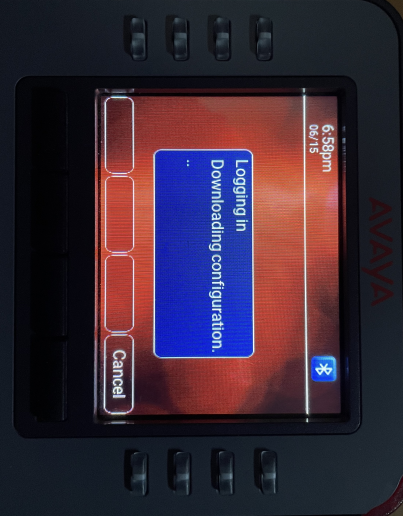 AVAYA
6:58pm
06/15
Logging in
Downloading configuration.
..
Cancel